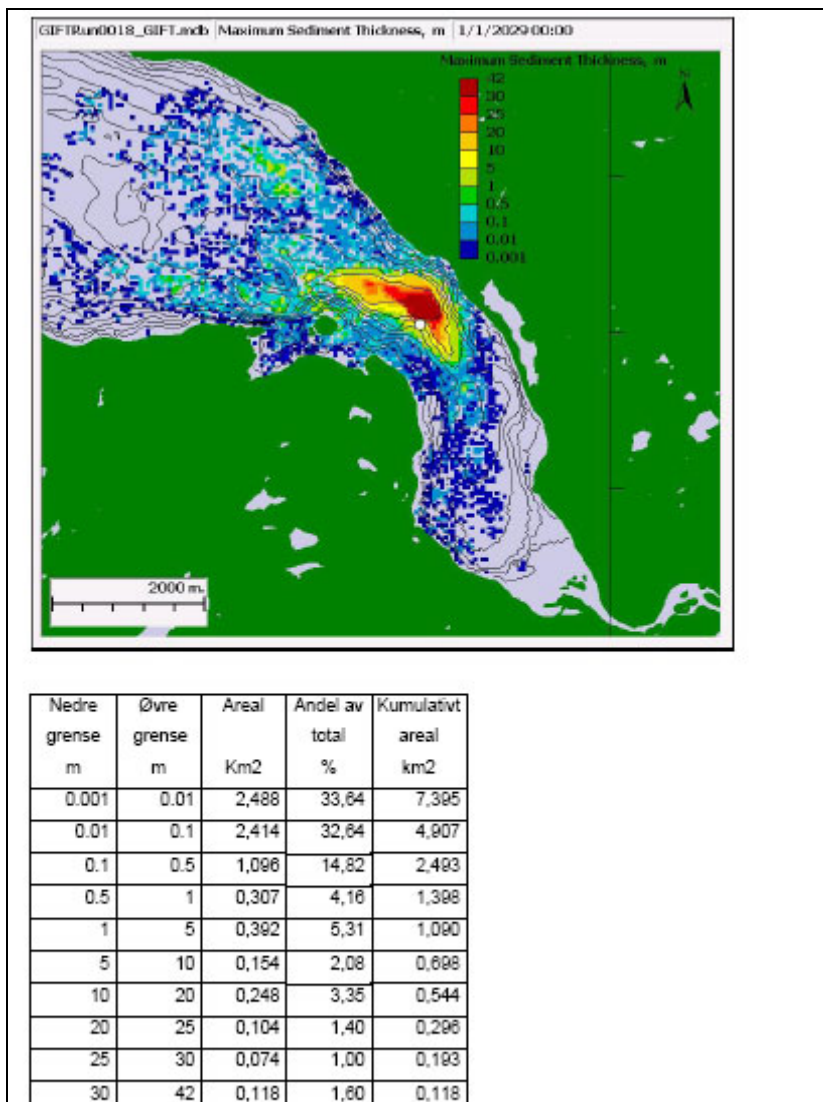 GIFTRun0018_GIFT.mdb Maximum Sediment Thickness, m 1/1/2029 00:00
Maximum Sediment Thickness, m
N
42
30
25
20
10
5
1
0.5
0.1
0.01
0.001
2000 m.
Nedre grense m Øvre grense m Areal Km2 Andel av total % Kumulativt areal km2
0.001 0.01 2,488 33,64 7,395
0.01 0.1 2,414 32,64 4,907
0.1 0.5 1,096 14,82 2,493
0.5 1 0,307 4,16 1,398
1 5 0,392 5,31 1,090
5 10 0,154 2,08 0,698
10 20 0,248 3,35 0,544
20 25 0,104 1,40 0,296
25 30 0,074 1,00 0,193
30 42 0,118 1,60 0,118